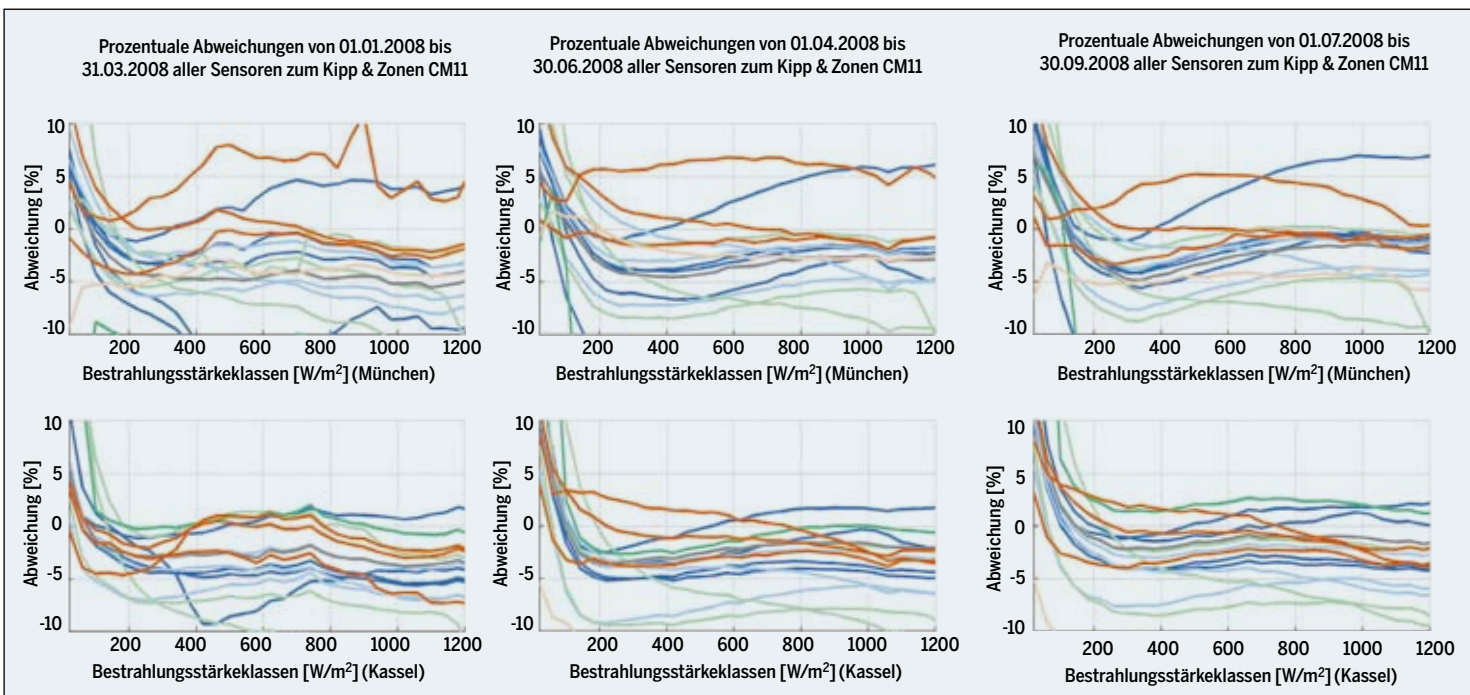 Prozentuale Abweichungen von 01.01.2008 bis
31.03.2008 aller Sensoren zum Kipp & Zonen CM11
Prozentuale Abweichungen von 01.04.2008 bis
30.06.2008 aller Sensoren zum Kipp & Zonen CM11
Prozentuale Abweichungen von 01.07.2008 bis
30.09.2008 aller Sensoren zum Kipp & Zonen CM11
Abweichung [%]
10
5
0
-5
-10
200 400 600 800 1000 1200
Bestrahlungsstärkeklassen [W/m²] (München)
Abweichung [%]
10
5
0
-5
-10
200 400 600 800 1000 1200
Bestrahlungsstärkeklassen [W/m²] (München)
Abweichung [%]
10
5
0
-5
-10
200 400 600 800 1000 1200
Bestrahlungsstärkeklassen [W/m²] (München)
Abweichung [%]
10
5
0
-5
-10
200 400 600 800 1000 1200
Bestrahlungsstärkeklassen [W/m²] (Kassel)
Abweichung [%]
10
5
0
-5
-10
200 400 600 800 1000 1200
Bestrahlungsstärkeklassen [W/m²] (Kassel)
Abweichung [%]
10
5
0
-5
-10
200 400 600 800 1000 1200
Bestrahlungsstärkeklassen [W/m²] (Kassel)